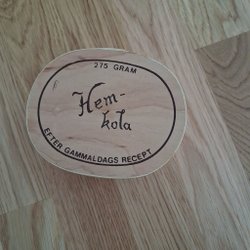 275 GRAM
Hem-
kola
EFTER GAMMALDAGS RECEPT